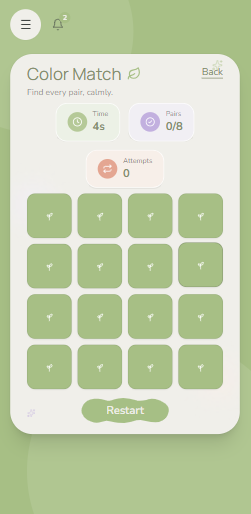 2
Color Match
Back
Find every pair, calmly.
Time
4s
Pairs
0/8
Attempts
0
Restart